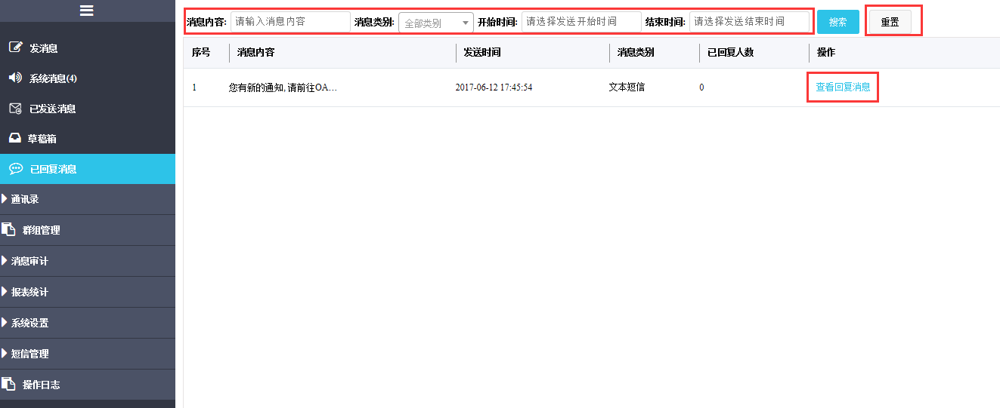 消息内容: 请输入消息内容 消息类别: 全部类别 开始时间: 请选择发送开始时间 结束时间: 请选择发送结束时间 搜索 重置
序号 消息内容 发送时间 消息类别 已回复人数 操作
1 您有新的通知, 请前往OA… 2017-06-12 17:45:54 文本短信 0 查看回复消息
发消息
系统消息(4)
已发送消息
草稿箱
已回复消息
通讯录
群组管理
消息审计
报表统计
系统设置
短信管理
操作日志